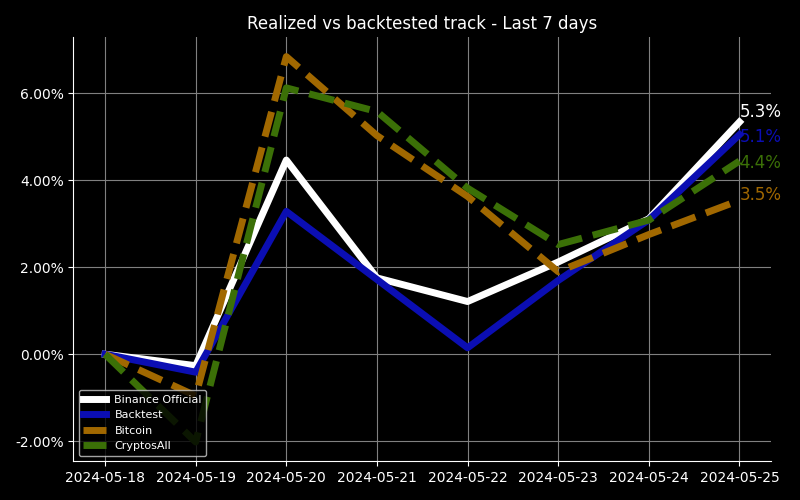 Realized vs backtested track - Last 7 days
6.00%
4.00%
2.00%
0.00%
-2.00%
5.3%
5.1%
4.4%
3.5%
Binance Official
Backtest
Bitcoin
CryptosAll
2024-05-18 2024-05-19 2024-05-20 2024-05-21 2024-05-22 2024-05-23 2024-05-24 2024-05-25